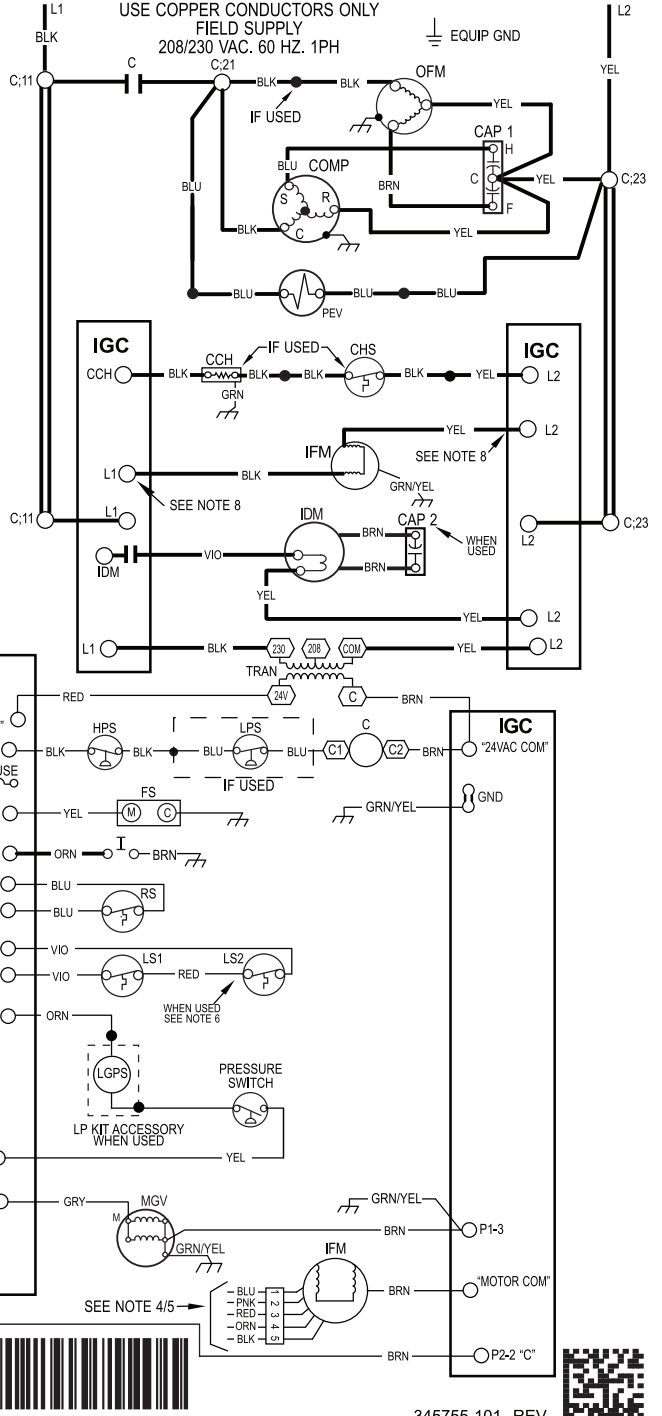 USE COPPER CONDUCTORS ONLY
FIELD SUPPLY
208/230 VAC. 60 HZ. 1PH
L1
L2
BLK
EQUIP GND
YEL
C;11
C
C;21
BLK
BLK
OFM
IF USED
YEL
CAP 1
H
BLU
COMP
BLU
BRN
C
YEL
C;23
S
R
F
BLK
C
YEL
BLU
BLU
BLU
PEV
IGC
IGC
CCH
CCH
IF USED
CHS
BLK
BLK
BLK
BLK
YEL
L2
GRN
YEL
L2
IFM
SEE NOTE 8
L1
BLK
GRN/YEL
SEE NOTE 8
C;11
L1
IDM
BRN
CAP 2
WHEN
USED
C;23
L2
IDM
VIO
BRN
YEL
YEL
L2
L1
BLK
230
208
COM
YEL
L2
TRAN
RED
24V
C
BRN
IGC
"24VAC COM"
HPS
LPS
C
BLK
BLK
BLU
BLU
C1
C2
BRN
IF USED
FS
GND
YEL
M
C
GRN/YEL
ORN
BRN
BLU
RS
BLU
VIO
LS1
LS2
VIO
RED
WHEN USED
SEE NOTE 6
ORN
LGPS
PRESSURE
SWITCH
LP KIT ACCESSORY
WHEN USED
YEL
GRY
MGV
M
GRN/YEL
GRN/YEL
BRN
P1-3
IFM
BLU 1
PNK 2
RED 3
ORN 4
BLK 5
BRN
"MOTOR COM"
SEE NOTE 4/5
BRN
P2-2 "C"